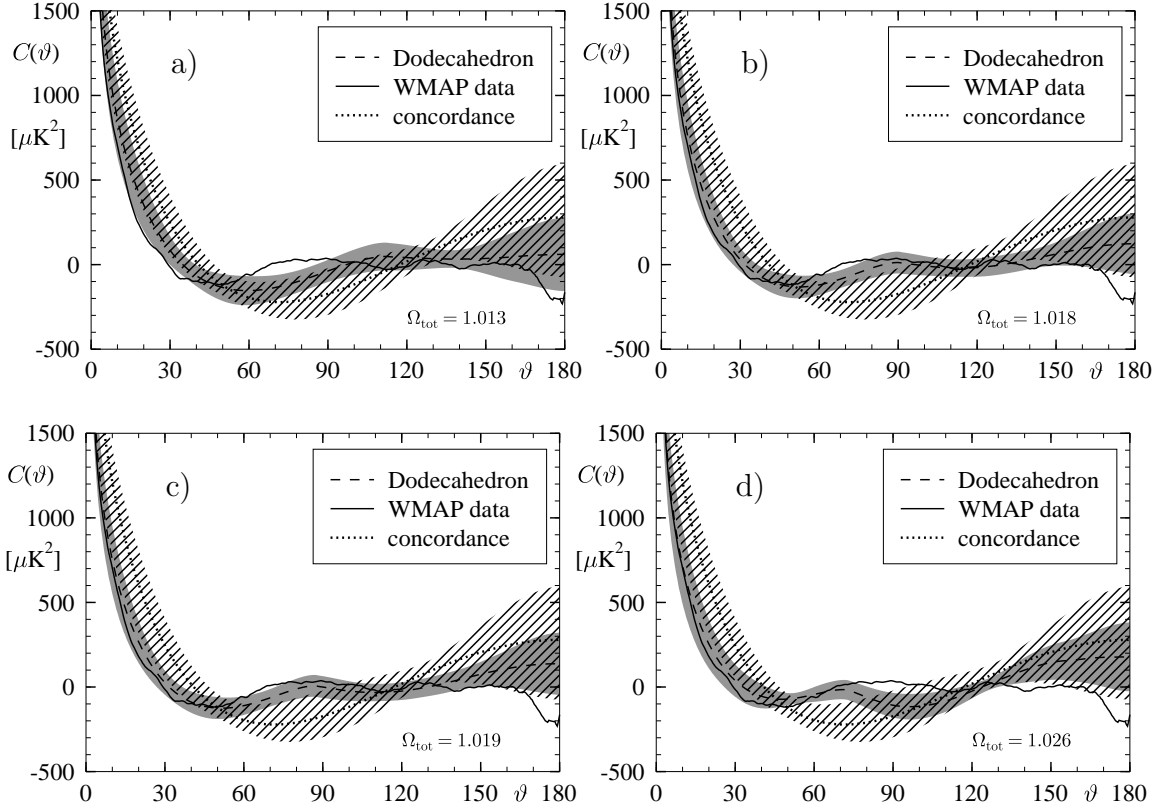 1500
C(ϑ)
a)
Dodecahedron
WMAP data
concordance
1000
[μK²]
500
0
-500
Ω_tot = 1.013
0 30 60 90 120 150 ϑ 180
1500
C(ϑ)
b)
Dodecahedron
WMAP data
concordance
1000
[μK²]
500
0
-500
Ω_tot = 1.018
0 30 60 90 120 150 ϑ 180
1500
C(ϑ)
c)
Dodecahedron
WMAP data
concordance
1000
[μK²]
500
0
-500
Ω_tot = 1.019
0 30 60 90 120 150 ϑ 180
1500
C(ϑ)
d)
Dodecahedron
WMAP data
concordance
1000
[μK²]
500
0
-500
Ω_tot = 1.026
0 30 60 90 120 150 ϑ 180